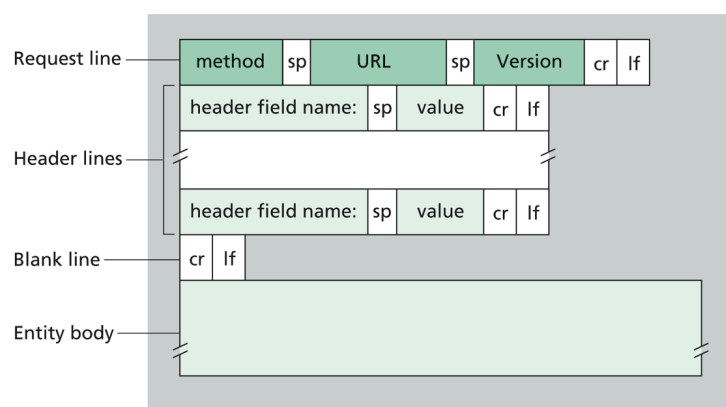 Request line method sp URL sp Version cr lf
header field name: sp value cr lf
Header lines
header field name: sp value cr lf
Blank line cr lf
Entity body